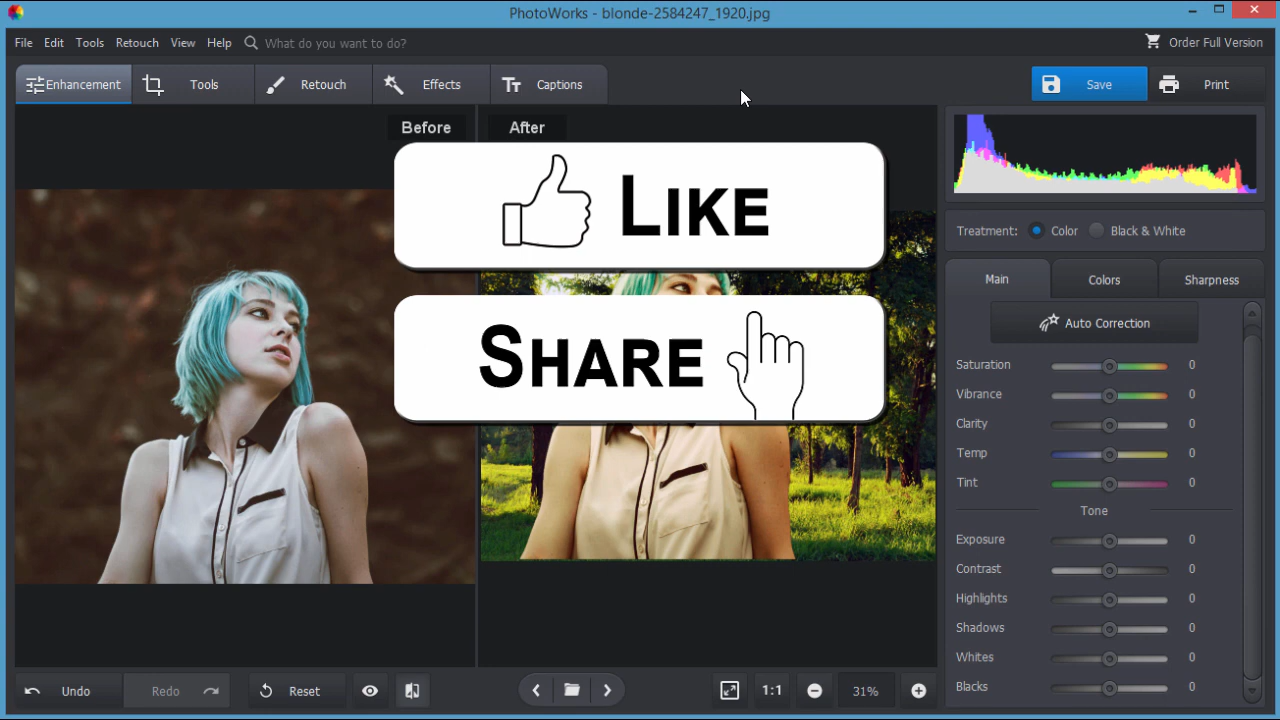 PhotoWorks - blonde-2584247_1920.jpg
File Edit Tools Retouch View Help What do you want to do? Order Full Version
Enhancement Tools Retouch Effects Captions Save Print
Before After
LIKE
SHARE
Treatment: Color Black & White
Main Colors Sharpness
Auto Correction
Saturation 0
Vibrance 0
Clarity 0
Temp 0
Tint 0
Tone
Exposure 0
Contrast 0
Highlights 0
Shadows 0
Whites 0
Blacks 0
Undo Redo Reset 1:1 31%